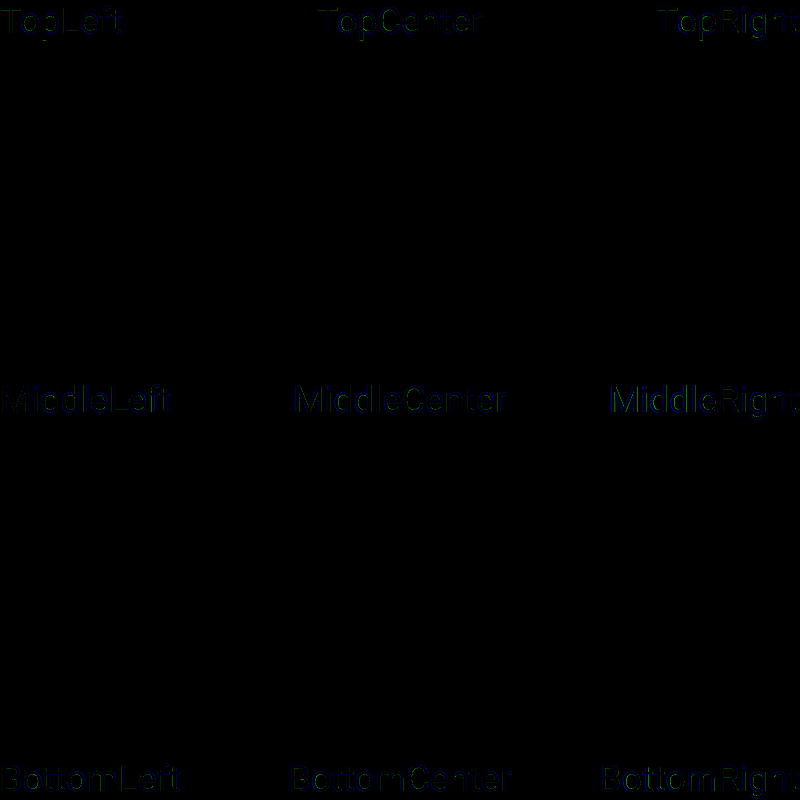 TopLeft TopCenter TopRight
MiddleLeft MiddleCenter MiddleRight
BottomLeft BottomCenter BottomRight